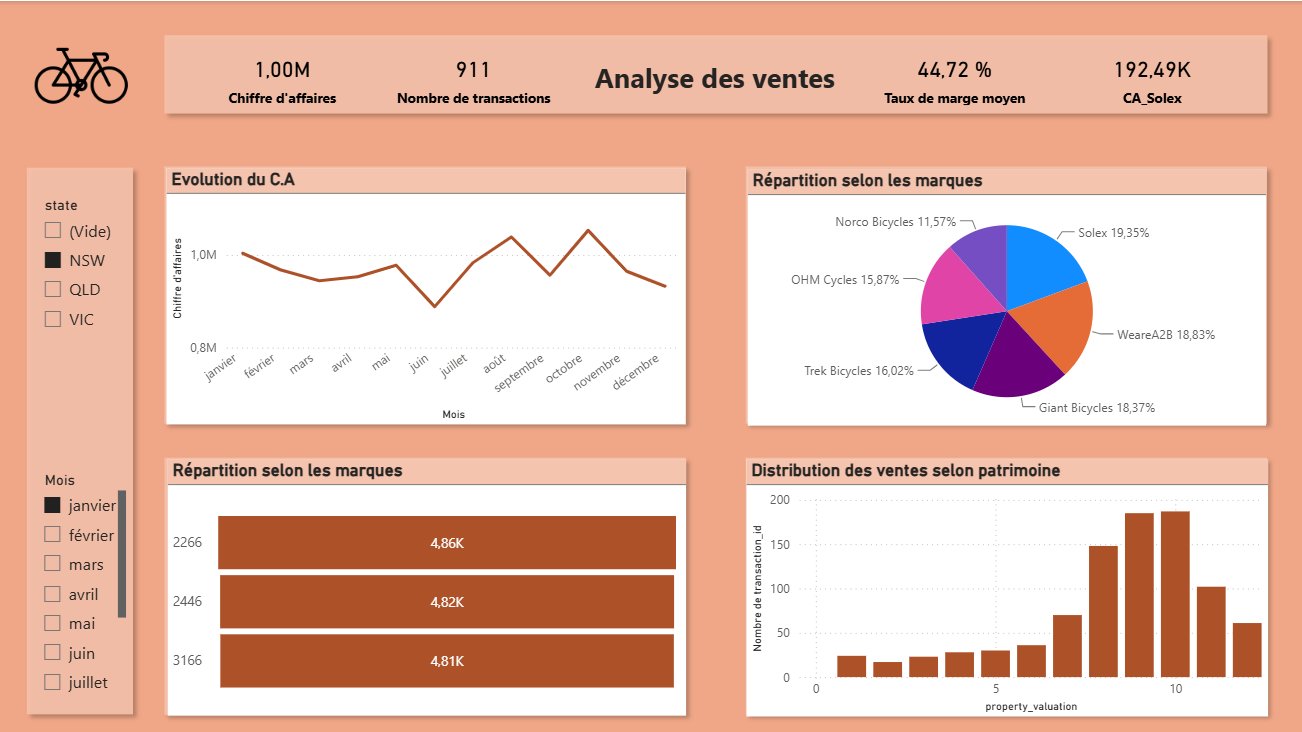 1,00M
Chiffre d'affaires
911
Nombre de transactions
Analyse des ventes
44,72 %
Taux de marge moyen
192,49K
CA_Solex
state
(Vide)
NSW
QLD
VIC
Mois
janvier
février
mars
avril
mai
juin
juillet
Evolution du C.A
Chiffre d'affaires
1,0M
0,8M
janvier
février
mars
avril
mai
juin
juillet
août
septembre
octobre
novembre
décembre
Mois
Répartition selon les marques
Norco Bicycles 11,57%
Solex 19,35%
OHM Cycles 15,87%
WeareA2B 18,83%
Trek Bicycles 16,02%
Giant Bicycles 18,37%
Répartition selon les marques
2266
4,86K
2446
4,82K
3166
4,81K
Distribution des ventes selon patrimoine
Nombre de transaction_id
200
150
100
50
0
0
5
10
property_valuation